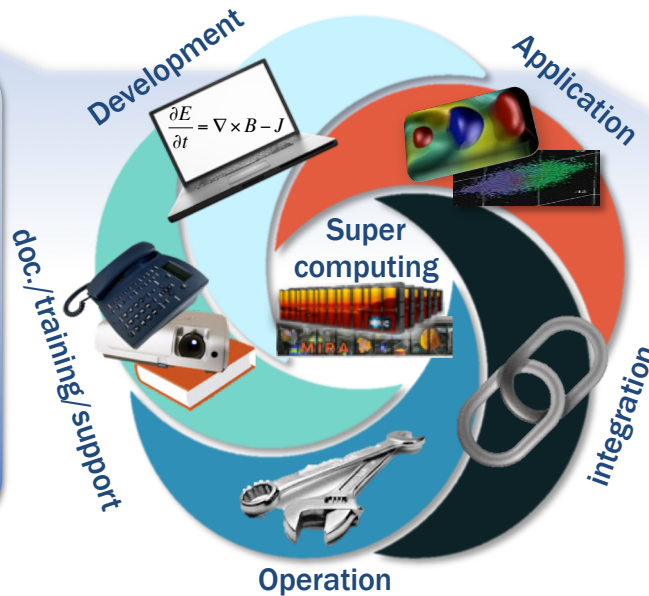 Development
Application
∂E/∂t = ∇ × B − J
Super
computing
MIRA
doc./training/support
integration
Operation